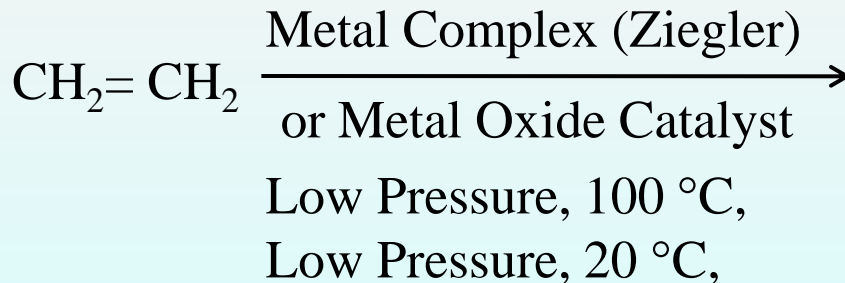 Metal Complex (Ziegler)
CH₂= CH₂
or Metal Oxide Catalyst
Low Pressure, 100 °C,
Low Pressure, 20 °C,